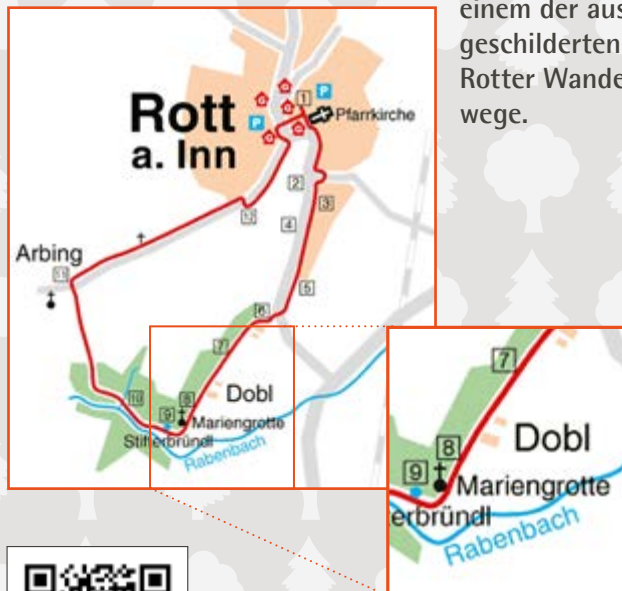 einem der aus
geschilderten
Rotter Wande
wege.
Rott
a. Inn
P
P
1
Pfarrkirche
2
3
12
4
Arbing
11
5
6
7
10
8
9
Dobl
Mariengrotte
Stifterbründl
Rabenbach
7
8
9
Dobl
Mariengrotte
erbründl
Rabenbach